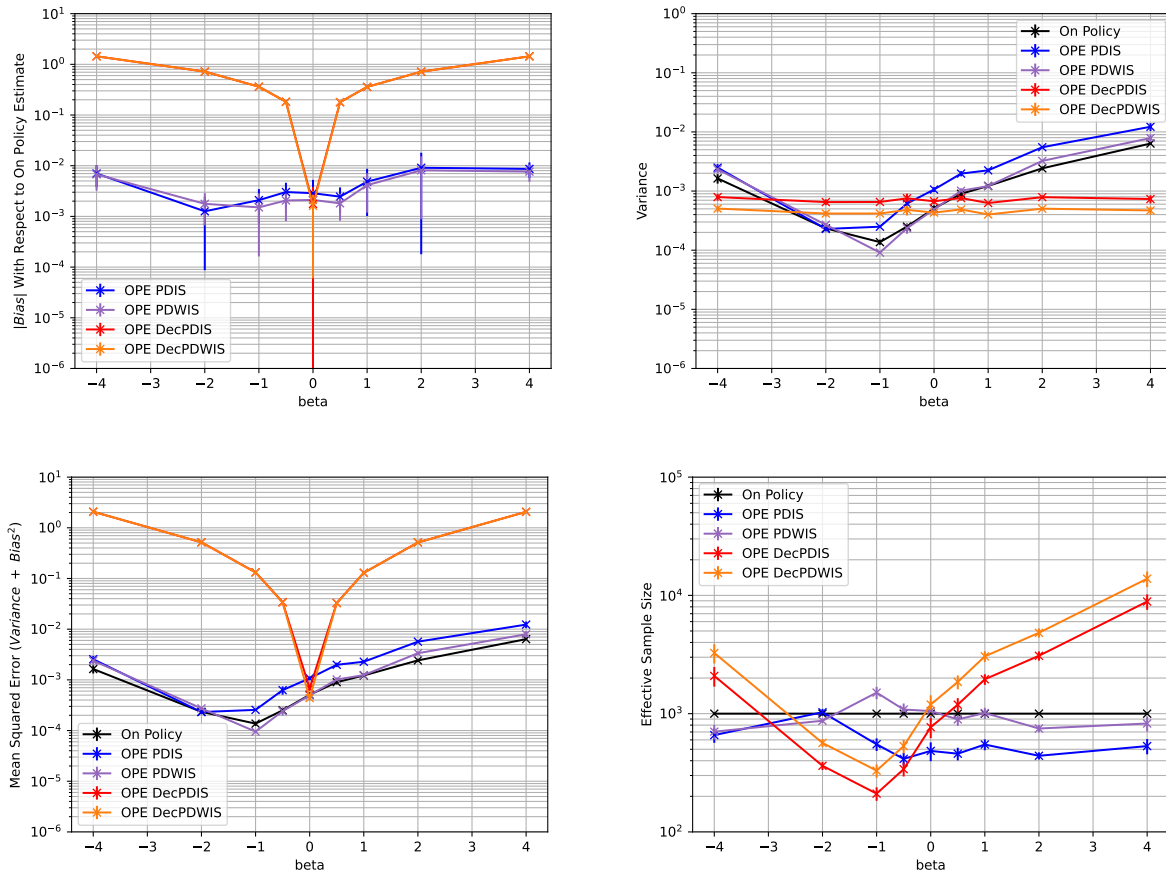 10^1
10^0
10^-1
10^-2
10^-3
10^-4
10^-5
10^-6
|Bias| With Respect to On Policy Estimate
OPE PDIS
OPE PDWIS
OPE DecPDIS
OPE DecPDWIS
−4 −3 −2 −1 0 1 2 3 4
beta
10^0
10^-1
10^-2
10^-3
10^-4
10^-5
10^-6
Variance
On Policy
OPE PDIS
OPE PDWIS
OPE DecPDIS
OPE DecPDWIS
−4 −3 −2 −1 0 1 2 3 4
beta
10^1
10^0
10^-1
10^-2
10^-3
10^-4
10^-5
10^-6
Mean Squared Error (Variance + Bias^2)
On Policy
OPE PDIS
OPE PDWIS
OPE DecPDIS
OPE DecPDWIS
−4 −3 −2 −1 0 1 2 3 4
beta
10^5
10^4
10^3
10^2
Effective Sample Size
On Policy
OPE PDIS
OPE PDWIS
OPE DecPDIS
OPE DecPDWIS
−4 −3 −2 −1 0 1 2 3 4
beta